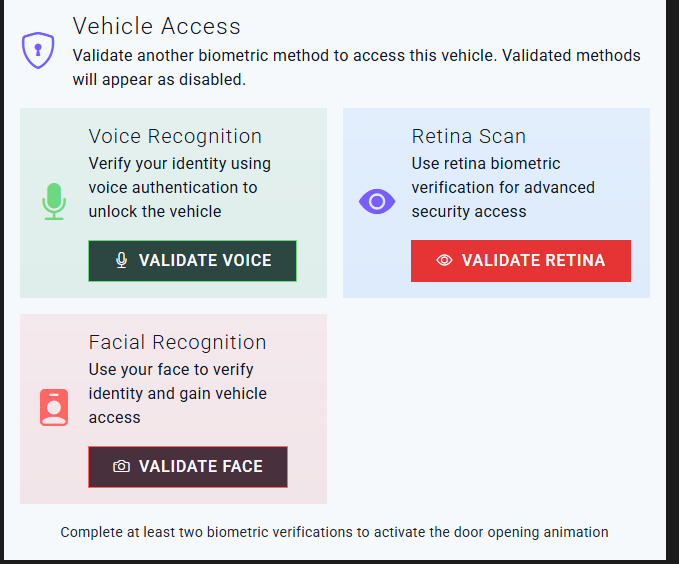 Vehicle Access
Validate another biometric method to access this vehicle. Validated methods
will appear as disabled.
Voice Recognition
Verify your identity using
voice authentication to
unlock the vehicle
VALIDATE VOICE
Retina Scan
Use retina biometric
verification for advanced
security access
VALIDATE RETINA
Facial Recognition
Use your face to verify
identity and gain vehicle
access
VALIDATE FACE
Complete at least two biometric verifications to activate the door opening animation